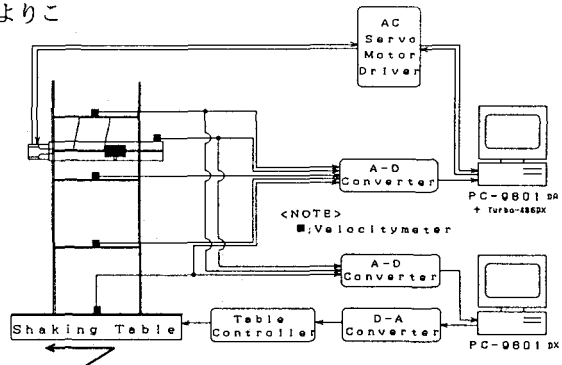 よりこ
AC
Servo
Motor
Driver
A-D
Converter
PC-9801 DA
+ Turbo-486DX
<NOTE>
■;Velocitymeter
A-D
Converter
Shaking Table
Table
Controller
D-A
Converter
PC-9801 DX